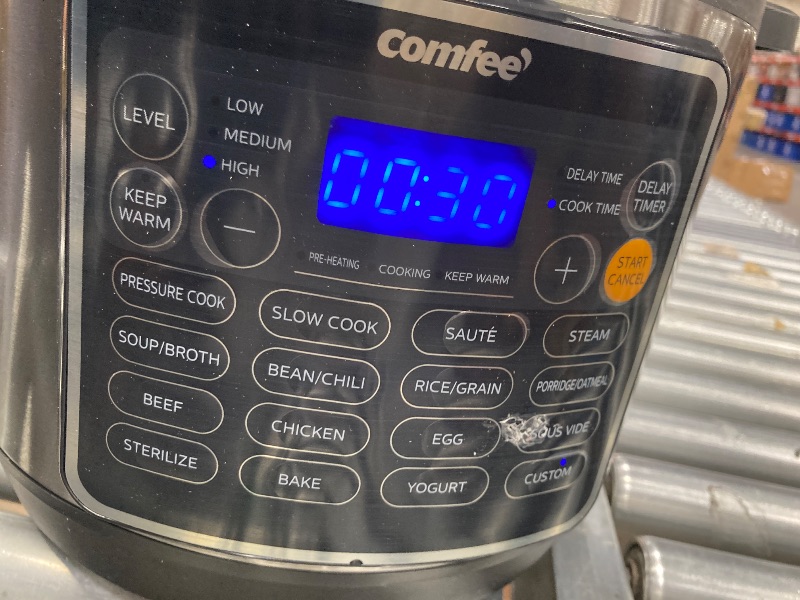 comfee'
LEVEL
LOW
MEDIUM
HIGH
00:30
DELAY TIME
COOK TIME
DELAY
TIMER
KEEP
WARM
—
+
START
CANCEL
PRE-HEATING COOKING KEEP WARM
PRESSURE COOK SLOW COOK SAUTÉ STEAM
SOUP/BROTH BEAN/CHILI RICE/GRAIN PORRIDGE/OATMEAL
BEEF CHICKEN EGG SOUS VIDE
STERILIZE BAKE YOGURT CUSTOM